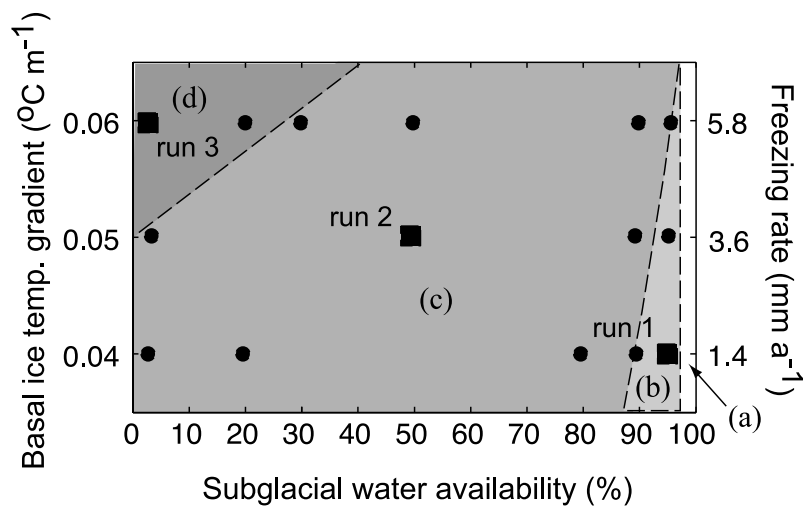 Basal ice temp. gradient (ºC m-1)
0.06
0.05
0.04
(d)
run 3
run 2
(c)
run 1
(b)
(a)
5.8
3.6
1.4
Freezing rate (mm a-1)
0 10 20 30 40 50 60 70 80 90 100
Subglacial water availability (%)